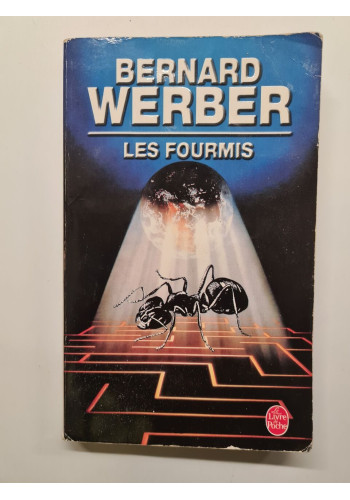 BERNARD
WERBER
LES FOURMIS
Le
Livre
de
Poche